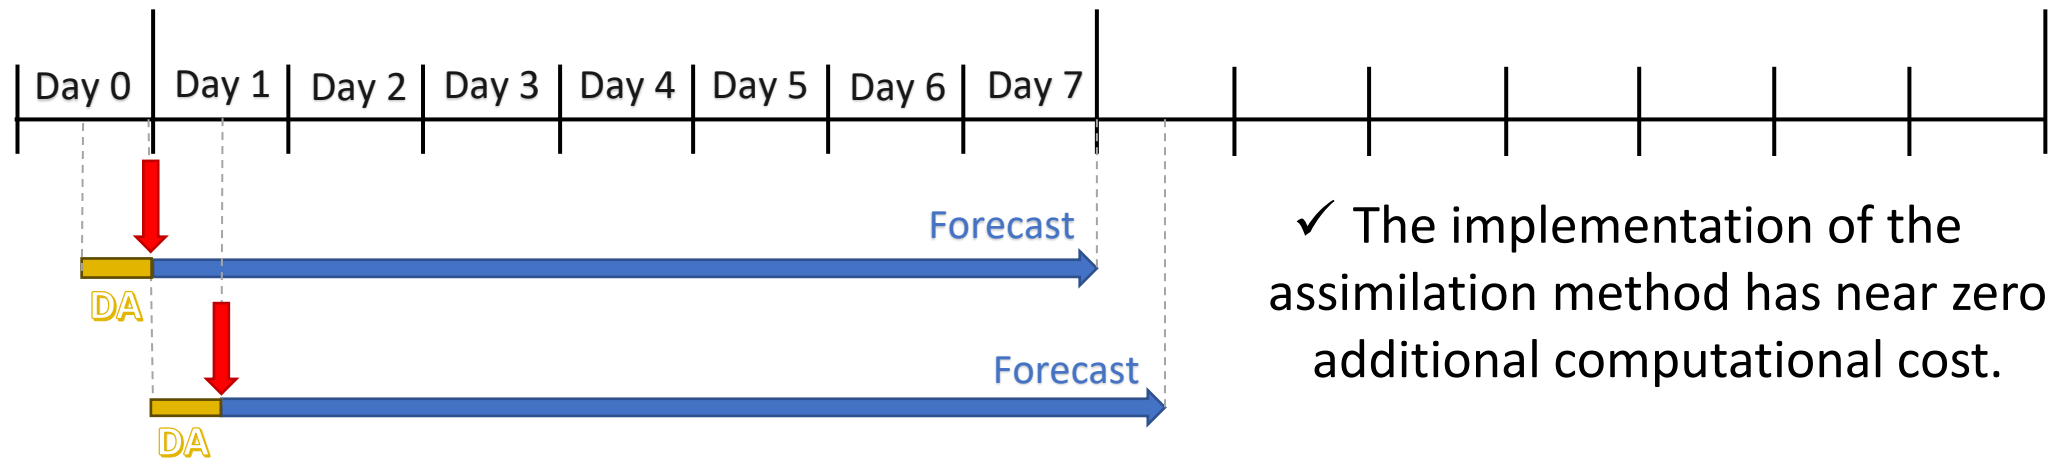 Day 0 Day 1 Day 2 Day 3 Day 4 Day 5 Day 6 Day 7
Forecast
DA
Forecast
DA
✓ The implementation of the
assimilation method has near zero
additional computational cost.